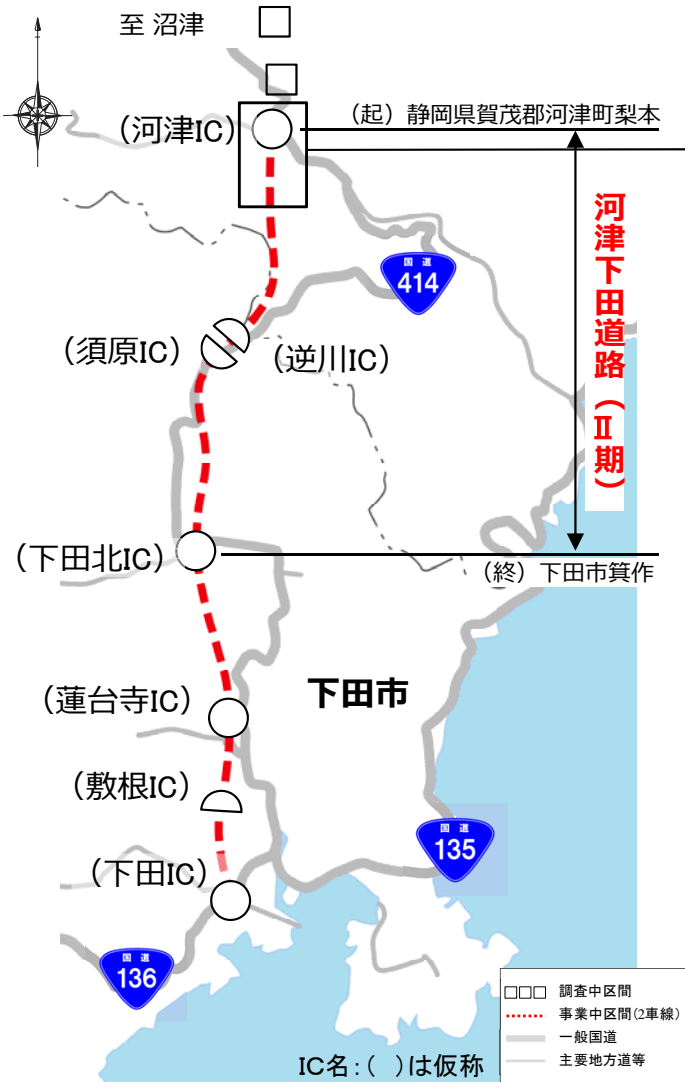 至 沼津
(起)静岡県賀茂郡河津町梨本
(河津IC)
河津下田道路(Ⅱ期)
国道
414
(須原IC)
(逆川IC)
(下田北IC)
(終)下田市箕作
下田市
(蓮台寺IC)
(敷根IC)
国道
135
(下田IC)
国道
136
調査中区間
事業中区間(2車線)
一般国道
主要地方道等
IC名:( )は仮称